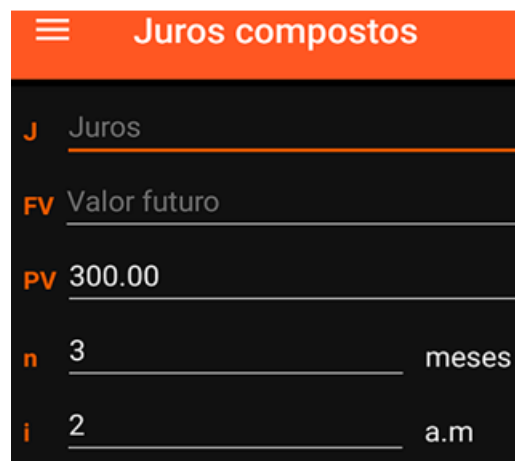 Juros compostos
J Juros
FV Valor futuro
PV 300.00
n 3 meses
i 2 a.m